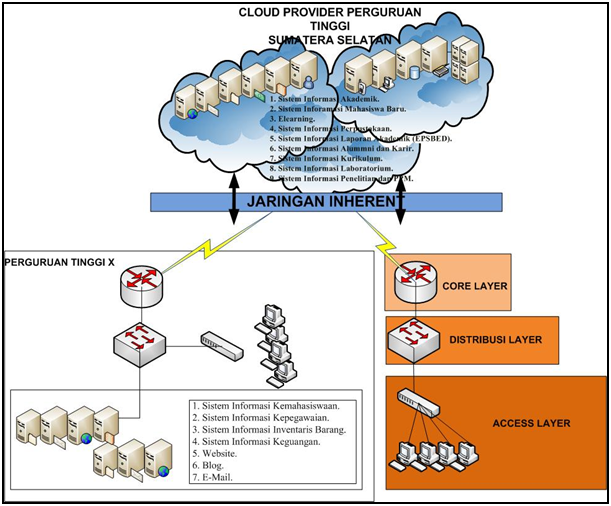 CLOUD PROVIDER PERGURUAN
TINGGI
SUMATERA SELATAN
1. Sistem Informasi Akademik.
2. Sistem Inforamasi Mahasiswa Baru.
3. Elearning.
4. Sistem Informasi Perpustakaan.
5. Sistem Informasi Laporan Akademik (EPSBED).
6. Sistem Informasi Alummni dan Karir.
7. Sistem Informasi Kurikulum.
8. Sistem Informasi Laboratorium.
9. Sistem Informasi Penelitian dan PPM.
JARINGAN INHERENT
PERGURUAN TINGGI X
CORE LAYER
DISTRIBUSI LAYER
ACCESS LAYER
1. Sistem Informasi Kemahasiswaan.
2. Sistem Informasi Kepegawaian.
3. Sistem Informasi Inventaris Barang.
4. Sistem Informasi Keguangan.
5. Website.
6. Blog.
7. E-Mail.